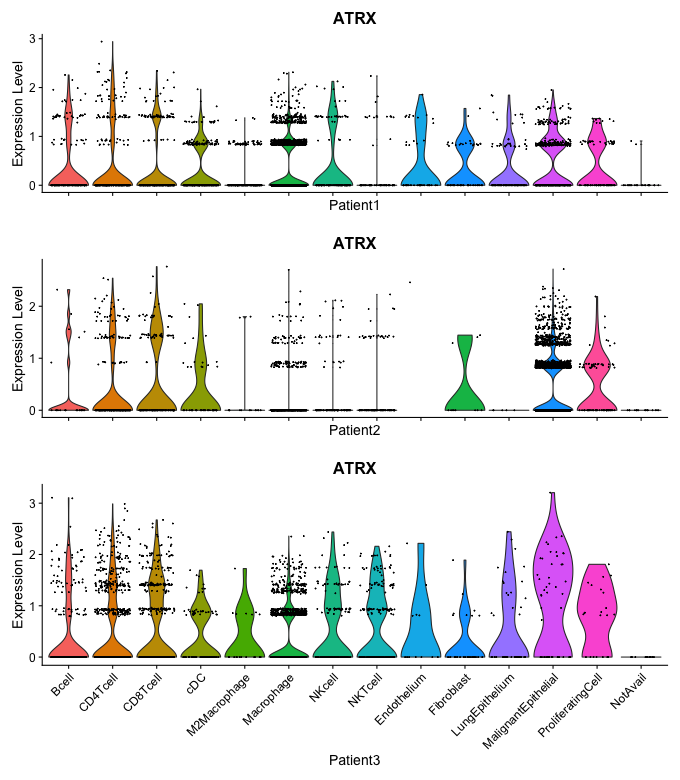 ATRX
Expression Level
3
2
1
0
Patient1
ATRX
Expression Level
2
1
0
Patient2
ATRX
Expression Level
3
2
1
0
Bcell
CD4Tcell
CD8Tcell
cDC
M2Macrophage
Macrophage
NKcell
NKTcell
Endothelium
Fibroblast
LungEpithelium
MalignantEpithelial
ProliferatingCell
NotAvail
Patient3